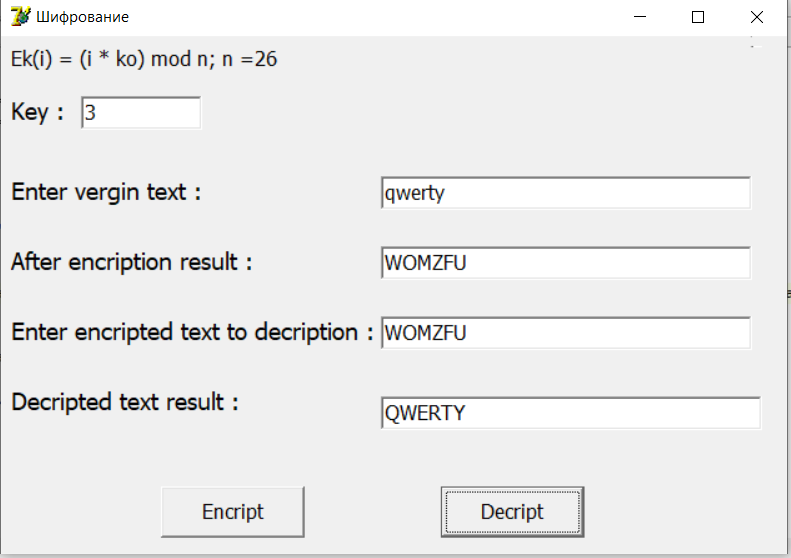 Шифрование
Ek(i) = (i * ko) mod n; n =26
Key : 3
Enter vergin text : qwerty
After encription result : WOMZFU
Enter encripted text to decription : WOMZFU
Decripted text result : QWERTY
Encript Decript